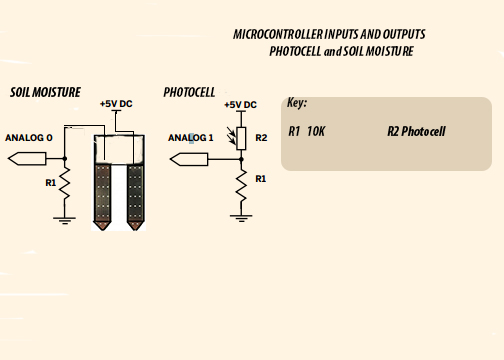 MICROCONTROLLER INPUTS AND OUTPUTS
PHOTOCELL and SOIL MOISTURE
SOIL MOISTURE
+5V DC
ANALOG 0
R1
PHOTOCELL
+5V DC
ANALOG 1
R2
R1
Key:
R1 10K R2 Photocell